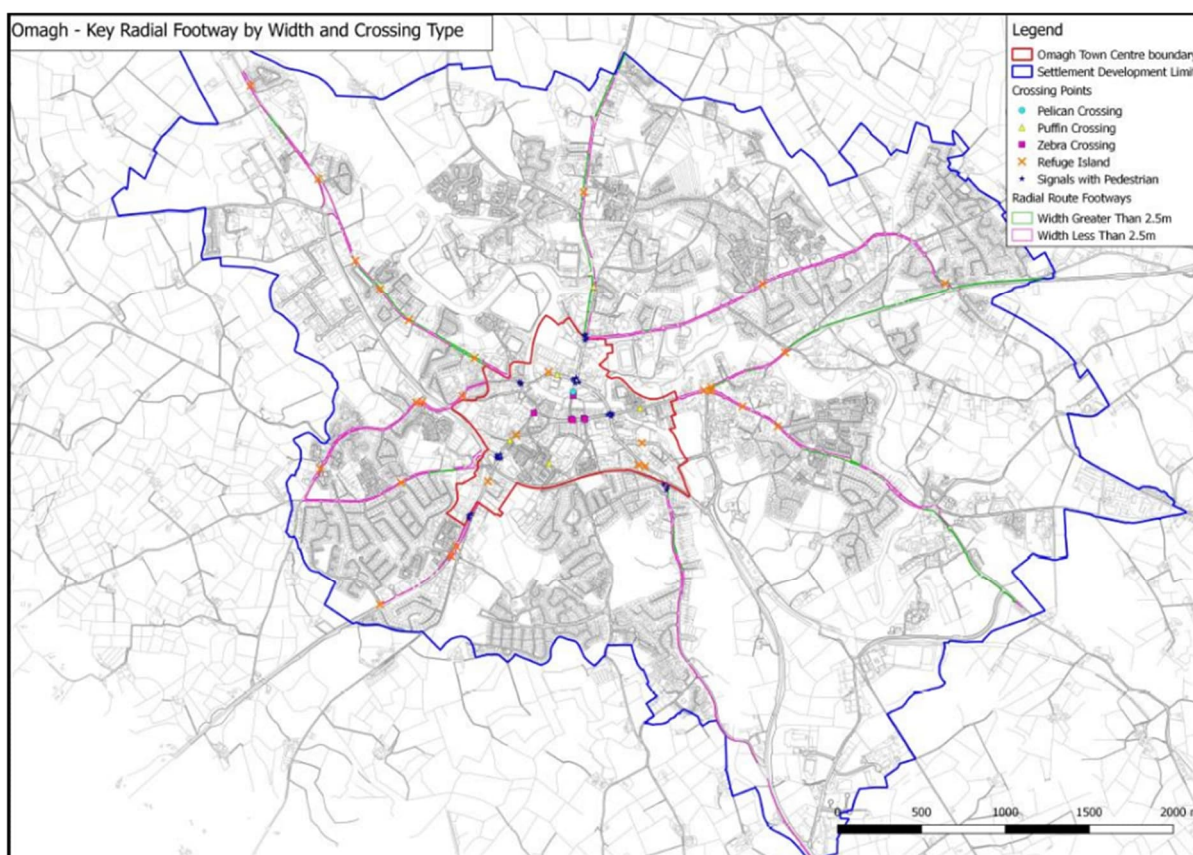 Omagh - Key Radial Footway by Width and Crossing Type
Legend
Omagh Town Centre boundary
Settlement Development Limi
Crossing Points
Pelican Crossing
Puffin Crossing
Zebra Crossing
Refuge Island
Signals with Pedestrian
Radial Route Footways
Width Greater Than 2.5m
Width Less Than 2.5m
0 500 1000 1500 2000 m